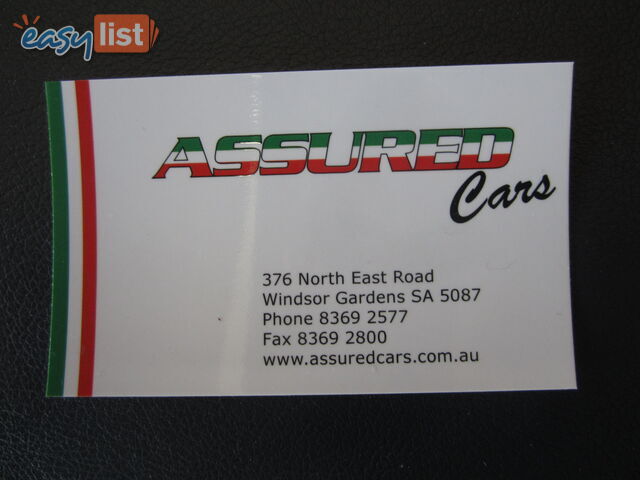 easylist
ASSURED
Cars
376 North East Road
Windsor Gardens SA 5087
Phone 8369 2577
Fax 8369 2800
www.assuredcars.com.au